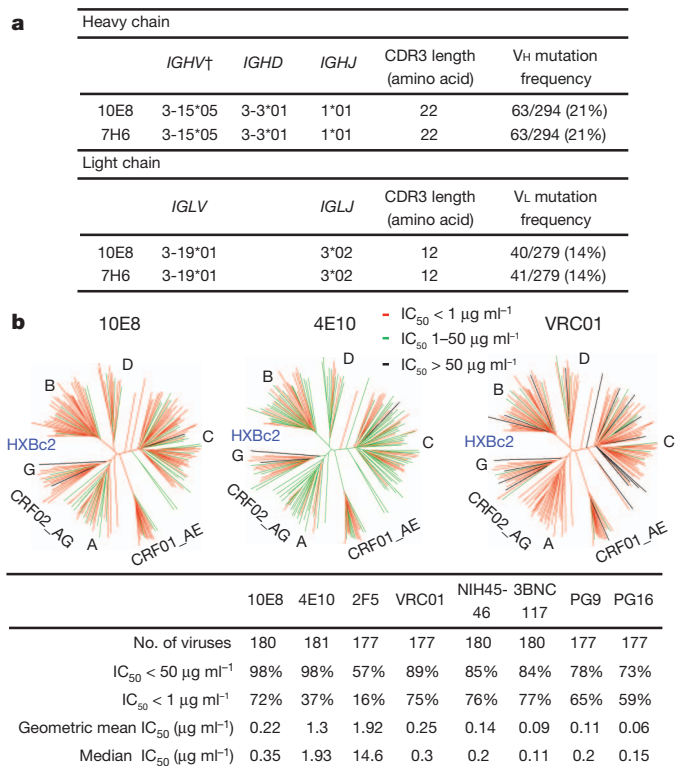 a
Heavy chain
IGHV† IGHD IGHJ CDR3 length (amino acid) VH mutation frequency
10E8 3-15*05 3-3*01 1*01 22 63/294 (21%)
7H6 3-15*05 3-3*01 1*01 22 63/294 (21%)
Light chain
IGLV IGLJ CDR3 length (amino acid) VL mutation frequency
10E8 3-19*01 3*02 12 40/279 (14%)
7H6 3-19*01 3*02 12 41/279 (14%)
b
10E8
4E10
VRC01
IC50 < 1 μg ml−1
IC50 1–50 μg ml−1
IC50 > 50 μg ml−1
D
B
HXBc2
C
G
CRF02_AG
A
CRF01_AE
D
B
HXBc2
C
G
CRF02_AG
A
CRF01_AE
D
B
HXBc2
C
G
CRF02_AG
A
CRF01_AE
10E8 4E10 2F5 VRC01 NIH45-46 3BNC117 PG9 PG16
No. of viruses 180 181 177 177 180 180 177 177
IC50 < 50 μg ml−1 98% 98% 57% 89% 85% 84% 78% 73%
IC50 < 1 μg ml−1 72% 37% 16% 75% 76% 77% 65% 59%
Geometric mean IC50 (μg ml−1) 0.22 1.3 1.92 0.25 0.14 0.09 0.11 0.06
Median IC50 (μg ml−1) 0.35 1.93 14.6 0.3 0.2 0.11 0.2 0.15